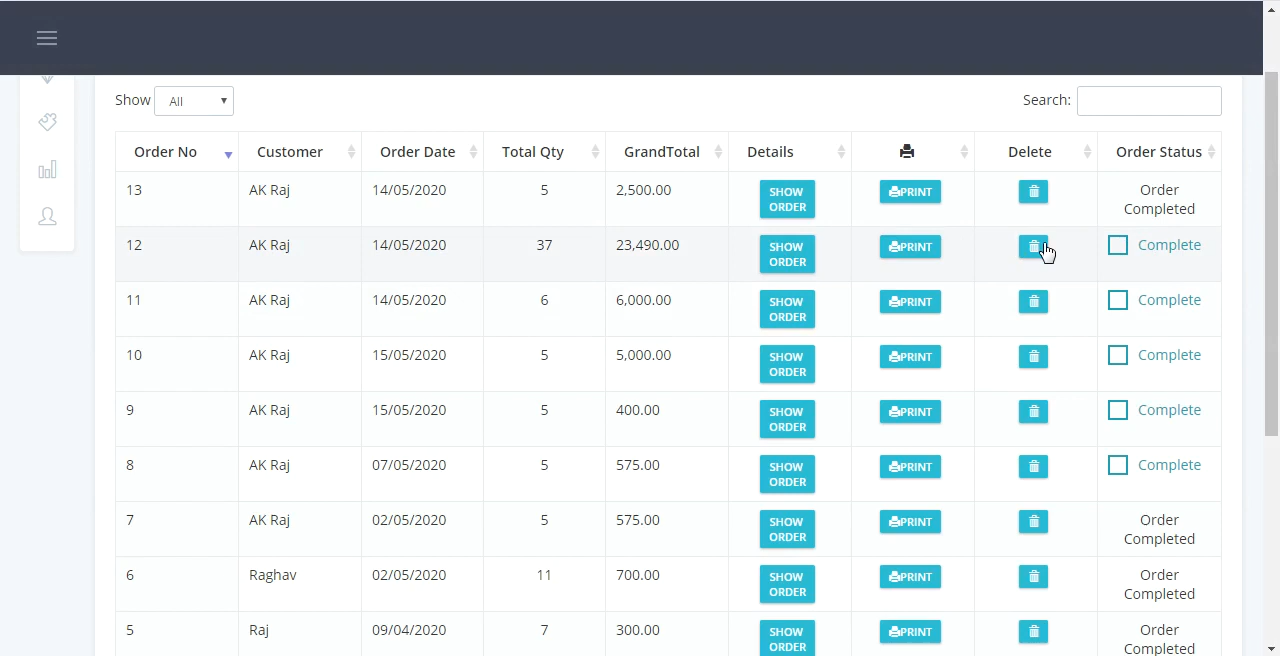 Show All Search:
Order No Customer Order Date Total Qty GrandTotal Details Delete Order Status
13 AK Raj 14/05/2020 5 2,500.00 SHOW ORDER PRINT Order Completed
12 AK Raj 14/05/2020 37 23,490.00 SHOW ORDER PRINT Complete
11 AK Raj 14/05/2020 6 6,000.00 SHOW ORDER PRINT Complete
10 AK Raj 15/05/2020 5 5,000.00 SHOW ORDER PRINT Complete
9 AK Raj 15/05/2020 5 400.00 SHOW ORDER PRINT Complete
8 AK Raj 07/05/2020 5 575.00 SHOW ORDER PRINT Complete
7 AK Raj 02/05/2020 5 575.00 SHOW ORDER PRINT Order Completed
6 Raghav 02/05/2020 11 700.00 SHOW ORDER PRINT Order Completed
5 Raj 09/04/2020 7 300.00 SHOW ORDER PRINT Order Completed